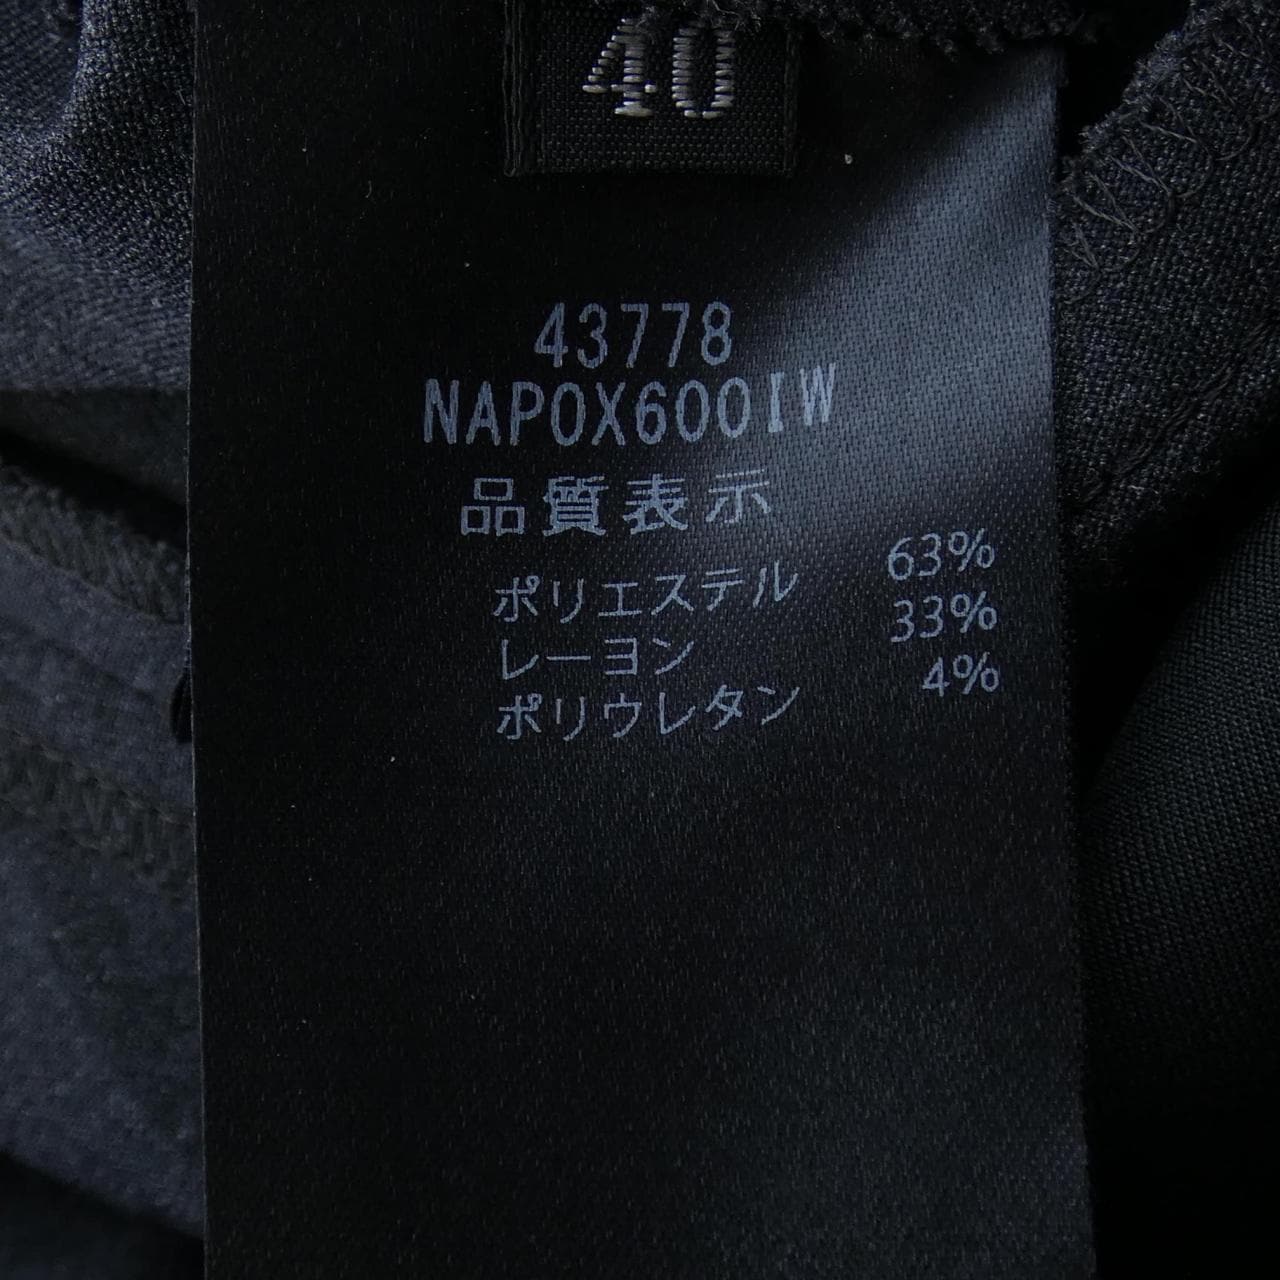 40
43778
NAPOX600IW
品質表示
ポリエステル 63%
レーヨン 33%
ポリウレタン 4%